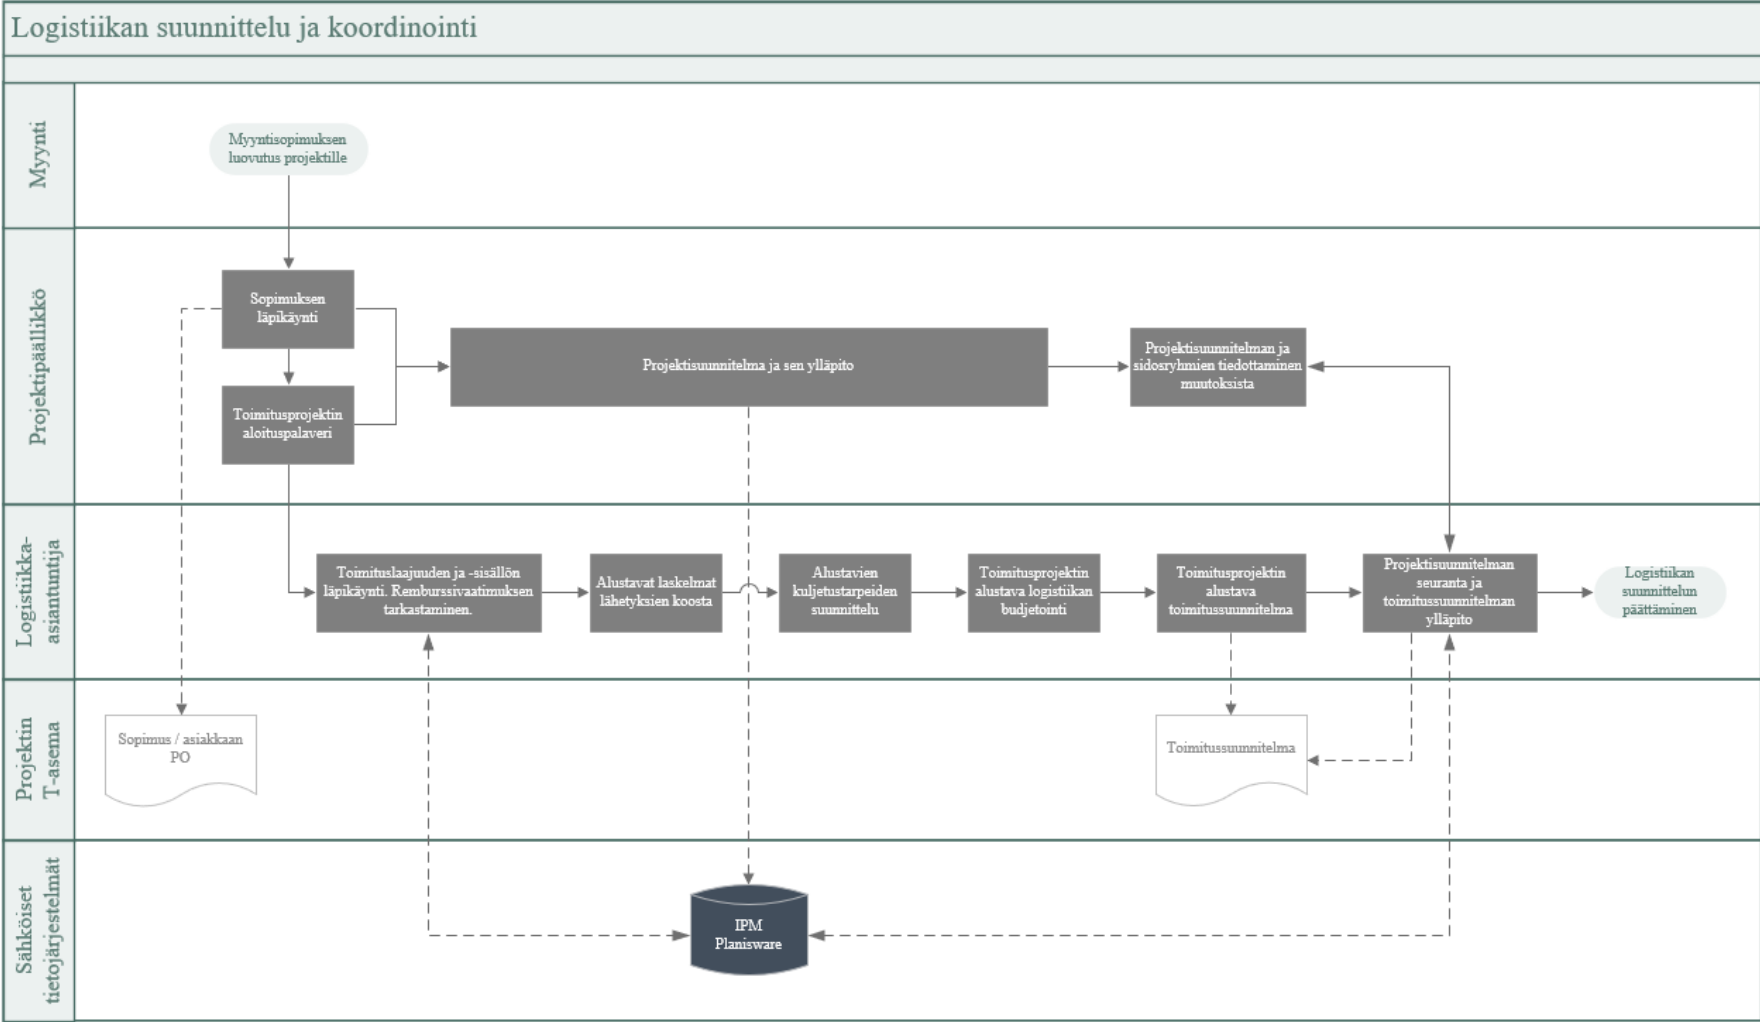 Logistiikan suunnittelu ja koordinointi
Myynti
Myyntisopimuksen
luovutus projektille
Projektipäällikkö
Sopimuksen
läpikäynti
Toimitusprojektin
aloituspalaveri
Projektisuunnitelma ja sen ylläpito
Projektisuunnitelman ja
sidosryhmien tiedottaminen
muutoksista
Logistiikka-
asiantuntija
Toimituslaajuuden ja -sisällön
läpikäynti. Remburssivaatimuksen
tarkastaminen.
Alustavat laskelmat
lähetyksien koosta
Alustavien
kuljetustarpeiden
suunnittelu
Toimitusprojektin
alustava logistiikan
budjetointi
Toimitusprojektin
alustava
toimitussuunnitelma
Projektisuunnitelman
seuranta ja
toimitussuunnitelman
ylläpito
Logistiikan
suunnittelun
päättäminen
Projektin
T-asema
Sopimus / asiakkaan
PO
Toimitussuunnitelma
Sähköiset
tietojärjestelmät
IPM
Planisware